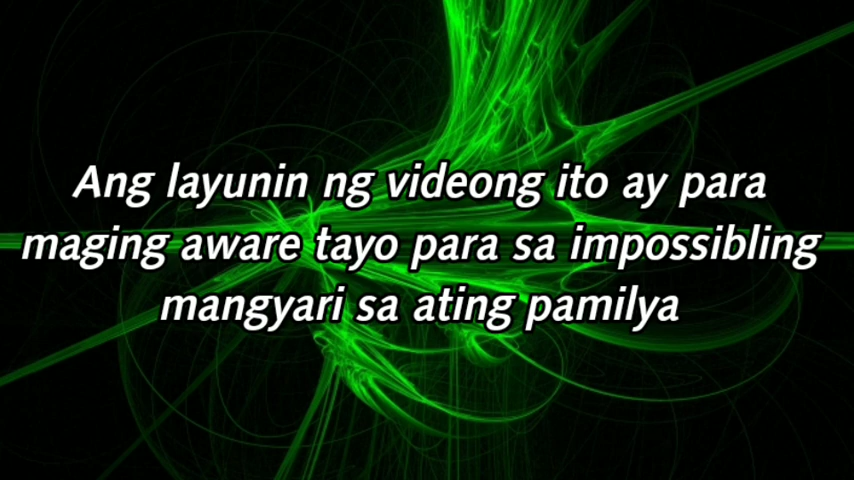 Ang layunin ng videong ito ay para
maging aware tayo para sa impossibling
mangyari sa ating pamilya